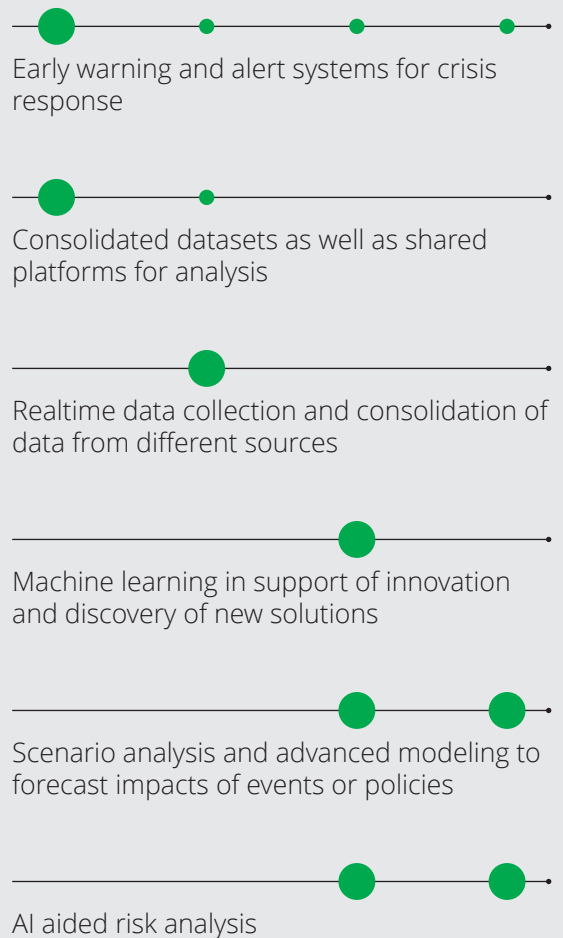 Early warning and alert systems for crisis
response
Consolidated datasets as well as shared
platforms for analysis
Realtime data collection and consolidation of
data from different sources
Machine learning in support of innovation
and discovery of new solutions
Scenario analysis and advanced modeling to
forecast impacts of events or policies
AI aided risk analysis